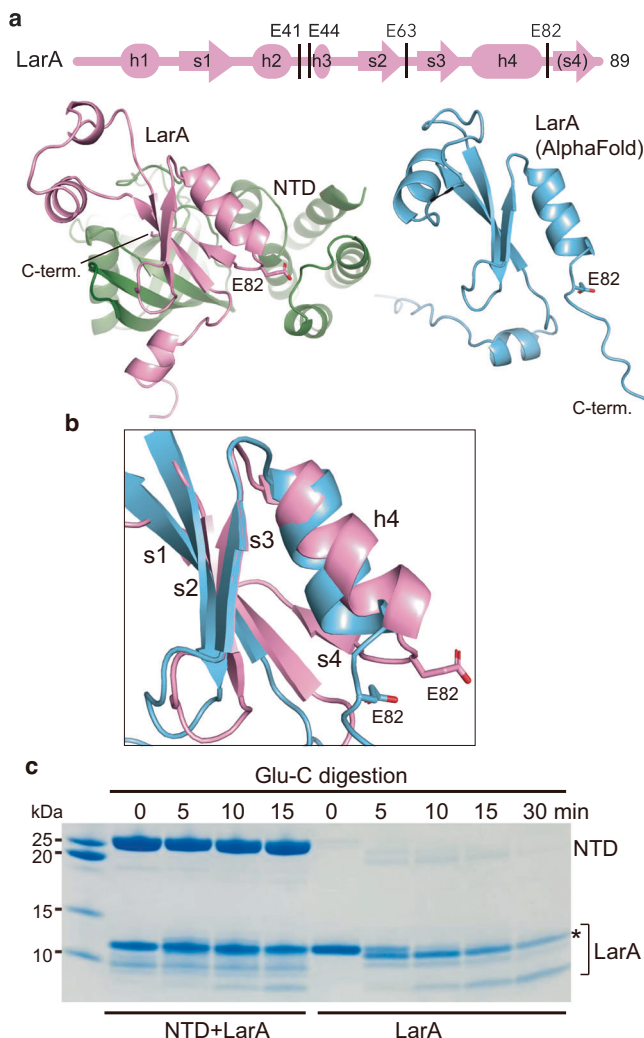 a
E41 E44 E63 E82
LarA h1 s1 h2 h3 s2 s3 h4 (s4) 89
LarA
NTD
C-term.
E82
LarA
(AlphaFold)
E82
C-term.
b
s1
s2
s3
h4
s4
E82
E82
c
Glu-C digestion
kDa 0 5 10 15 0 5 10 15 30 min
25
20
15
10
NTD
*
LarA
NTD+LarA LarA